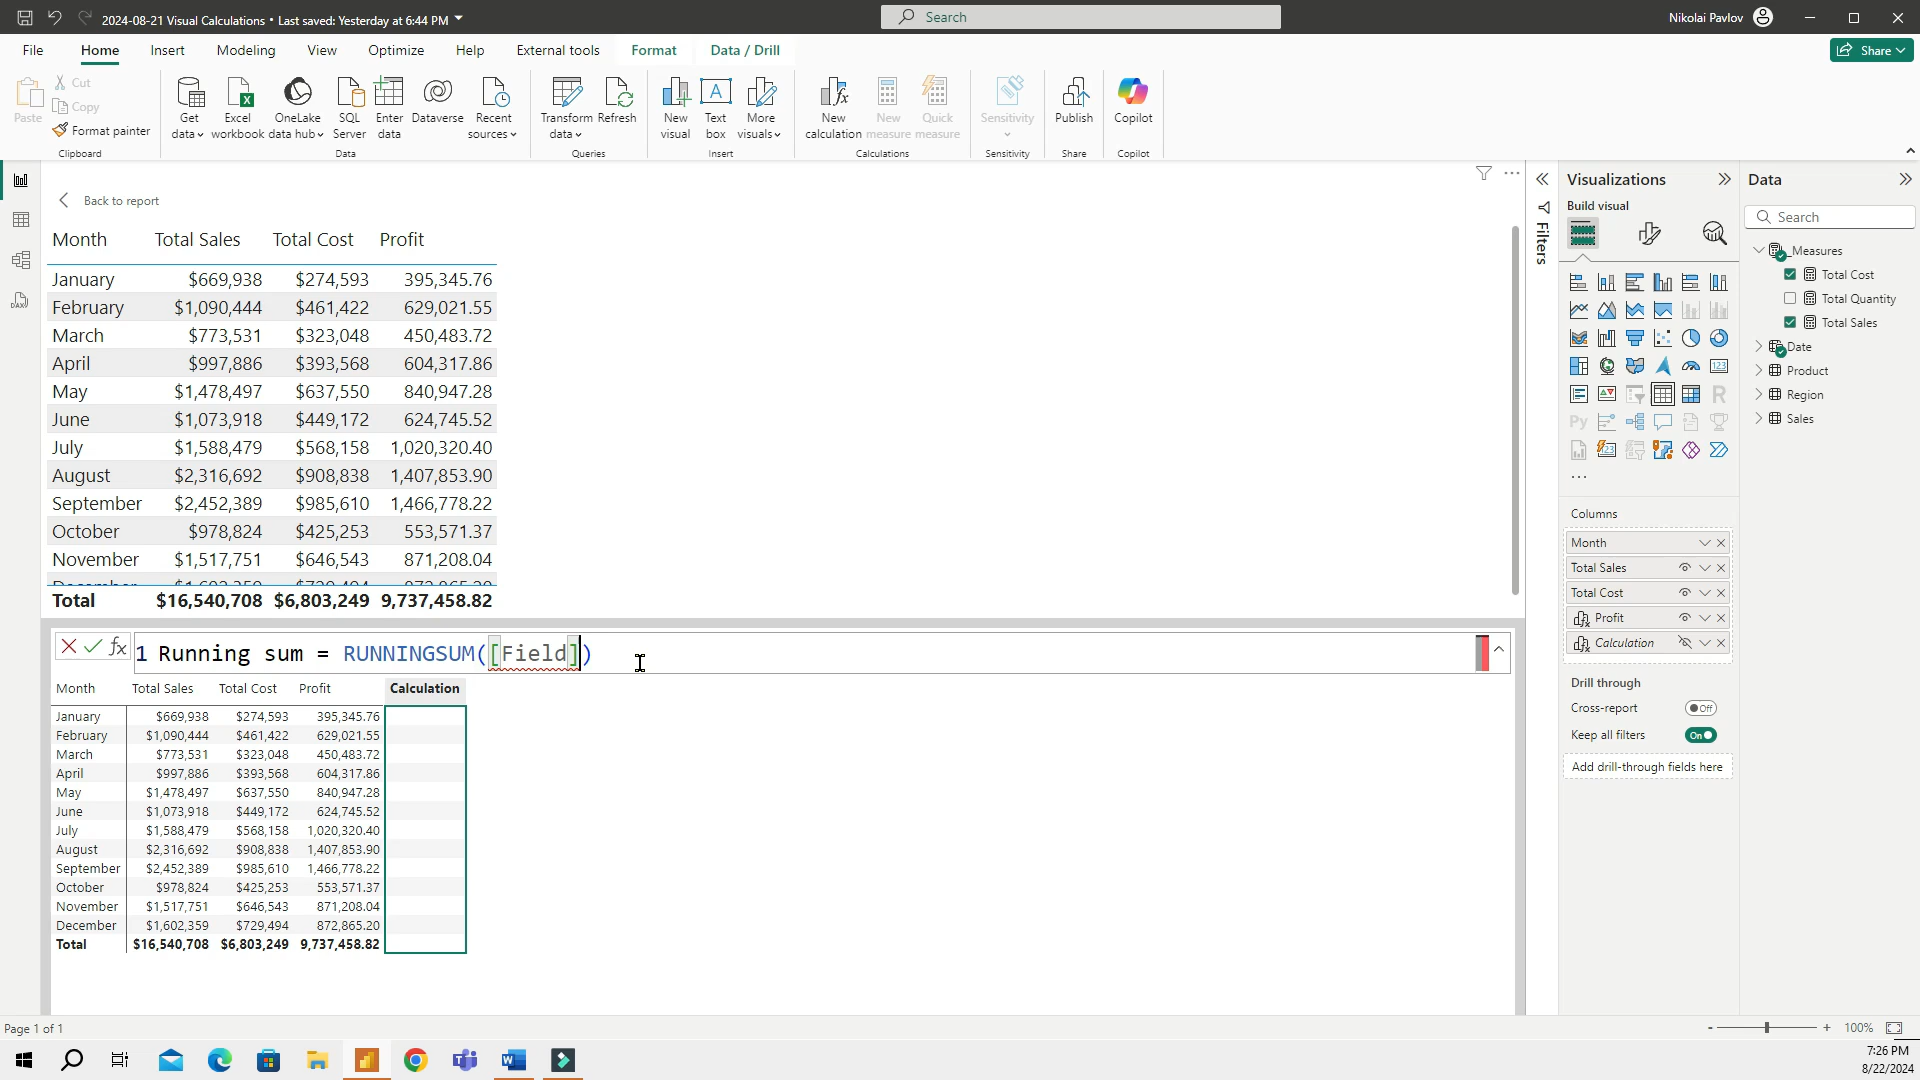 2024-08-21 Visual Calculations • Last saved: Yesterday at 6:44 PM
Search
Nikolai Pavlov
File Home Insert Modeling View Optimize Help External tools Format Data / Drill
Share
Paste
Cut
Copy
Format painter
Clipboard
Get data
Excel workbook
OneLake data hub
SQL Server
Enter data
Dataverse
Recent sources
Data
Transform data
Refresh
Queries
New visual
Text box
More visuals
Insert
New calculation
New measure
Quick measure
Calculations
Sensitivity
Sensitivity
Publish
Share
Copilot
Copilot
Back to report
Month Total Sales Total Cost Profit
January $669,938 $274,593 395,345.76
February $1,090,444 $461,422 629,021.55
March $773,531 $323,048 450,483.72
April $997,886 $393,568 604,317.86
May $1,478,497 $637,550 840,947.28
June $1,073,918 $449,172 624,745.52
July $1,588,479 $568,158 1,020,320.40
August $2,316,692 $908,838 1,407,853.90
September $2,452,389 $985,610 1,466,778.22
October $978,824 $425,253 553,571.37
November $1,517,751 $646,543 871,208.04
December $1,602,359 $729,494 872,865.20
Total $16,540,708 $6,803,249 9,737,458.82
1 Running sum = RUNNINGSUM([Field])
Month Total Sales Total Cost Profit Calculation
January $669,938 $274,593 395,345.76
February $1,090,444 $461,422 629,021.55
March $773,531 $323,048 450,483.72
April $997,886 $393,568 604,317.86
May $1,478,497 $637,550 840,947.28
June $1,073,918 $449,172 624,745.52
July $1,588,479 $568,158 1,020,320.40
August $2,316,692 $908,838 1,407,853.90
September $2,452,389 $985,610 1,466,778.22
October $978,824 $425,253 553,571.37
November $1,517,751 $646,543 871,208.04
December $1,602,359 $729,494 872,865.20
Total $16,540,708 $6,803,249 9,737,458.82
Filters
Visualizations
Build visual
Columns
Month
Total Sales
Total Cost
Profit
Calculation
Drill through
Cross-report Off
Keep all filters On
Add drill-through fields here
Data
Search
_Measures
Total Cost
Total Quantity
Total Sales
Date
Product
Region
Sales
Page 1 of 1
- + 100%
7:26 PM
8/22/2024